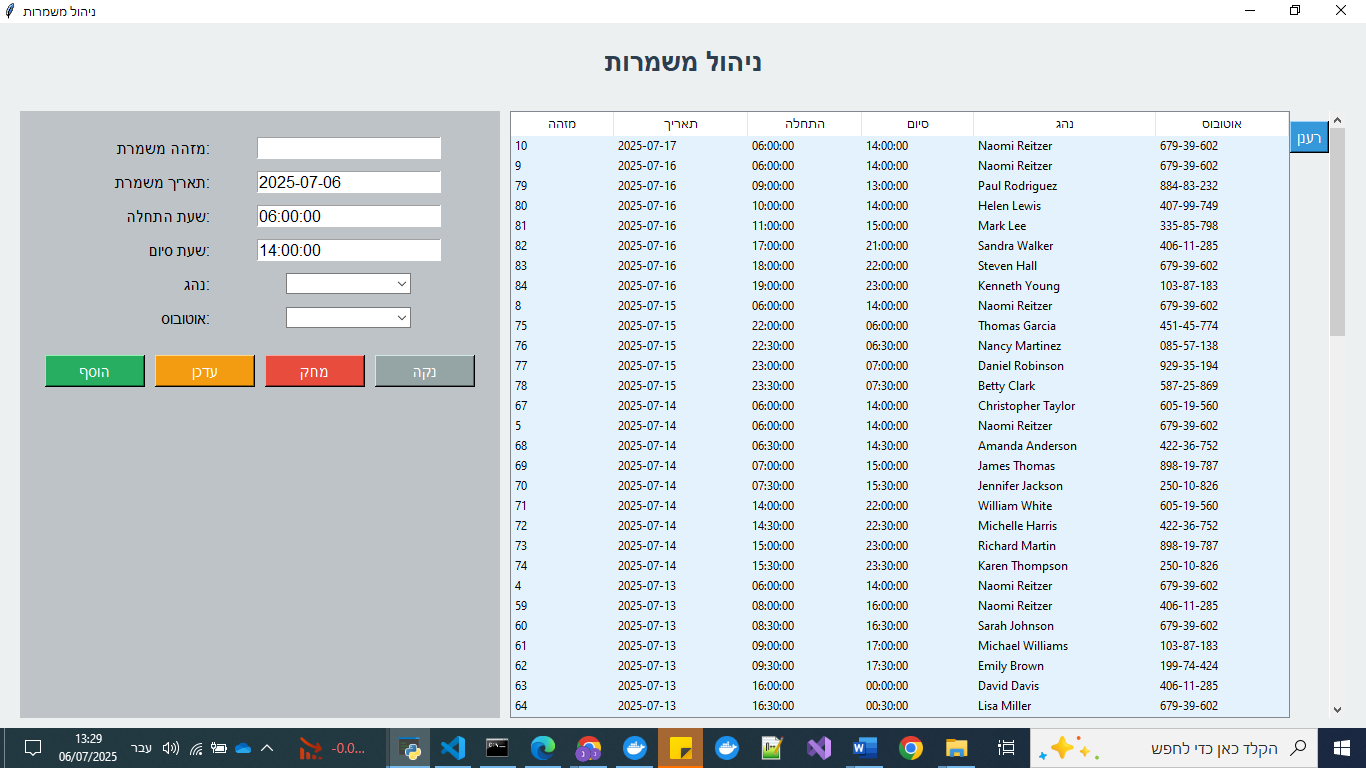 ניהול משמרות
ניהול משמרות
מזהה משמרת:
תאריך משמרת: 2025-07-06
שעת התחלה: 06:00:00
שעת סיום: 14:00:00
נהג:
אוטובוס:
הוסף עדכן מחק נקה
מזהה תאריך התחלה סיום נהג אוטובוס
רענן
10 2025-07-17 06:00:00 14:00:00 Naomi Reitzer 679-39-602
9 2025-07-16 06:00:00 14:00:00 Naomi Reitzer 679-39-602
79 2025-07-16 09:00:00 13:00:00 Paul Rodriguez 884-83-232
80 2025-07-16 10:00:00 14:00:00 Helen Lewis 407-99-749
81 2025-07-16 11:00:00 15:00:00 Mark Lee 335-85-798
82 2025-07-16 17:00:00 21:00:00 Sandra Walker 406-11-285
83 2025-07-16 18:00:00 22:00:00 Steven Hall 679-39-602
84 2025-07-16 19:00:00 23:00:00 Kenneth Young 103-87-183
8 2025-07-15 06:00:00 14:00:00 Naomi Reitzer 679-39-602
75 2025-07-15 22:00:00 06:00:00 Thomas Garcia 451-45-774
76 2025-07-15 22:30:00 06:30:00 Nancy Martinez 085-57-138
77 2025-07-15 23:00:00 07:00:00 Daniel Robinson 929-35-194
78 2025-07-15 23:30:00 07:30:00 Betty Clark 587-25-869
67 2025-07-14 06:00:00 14:00:00 Christopher Taylor 605-19-560
5 2025-07-14 06:00:00 14:00:00 Naomi Reitzer 679-39-602
68 2025-07-14 06:30:00 14:30:00 Amanda Anderson 422-36-752
69 2025-07-14 07:00:00 15:00:00 James Thomas 898-19-787
70 2025-07-14 07:30:00 15:30:00 Jennifer Jackson 250-10-826
71 2025-07-14 14:00:00 22:00:00 William White 605-19-560
72 2025-07-14 14:30:00 22:30:00 Michelle Harris 422-36-752
73 2025-07-14 15:00:00 23:00:00 Richard Martin 898-19-787
74 2025-07-14 15:30:00 23:30:00 Karen Thompson 250-10-826
4 2025-07-13 06:00:00 14:00:00 Naomi Reitzer 679-39-602
59 2025-07-13 08:00:00 16:00:00 Naomi Reitzer 406-11-285
60 2025-07-13 08:30:00 16:30:00 Sarah Johnson 679-39-602
61 2025-07-13 09:00:00 17:00:00 Michael Williams 103-87-183
62 2025-07-13 09:30:00 17:30:00 Emily Brown 199-74-424
63 2025-07-13 16:00:00 00:00:00 David Davis 406-11-285
64 2025-07-13 16:30:00 00:30:00 Lisa Miller 679-39-602
13:29
06/07/2025
עבר
-0.0...
הקלד כאן כדי לחפש